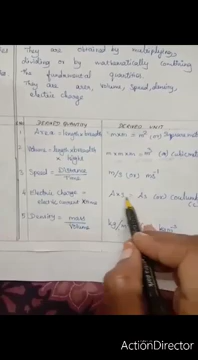 They are obtained by multiplying,
dividing or by mathematically combining
the fundamental quantities.
They are area, Volume, Speed, density,
electric charge
DERIVED QUANTITY DERIVED UNIT
1 Area = length x breadth m x m = m² (or) Square metre
2 Volume = length x breadth x height m x m x m = m³ (or) cubic metre
3 Speed = Distance/Time m/s (or) ms⁻¹
4 Electric charge = electric current x time A x s = As (or) Coulomb
5 Density = mass/Volume
ActionDirector